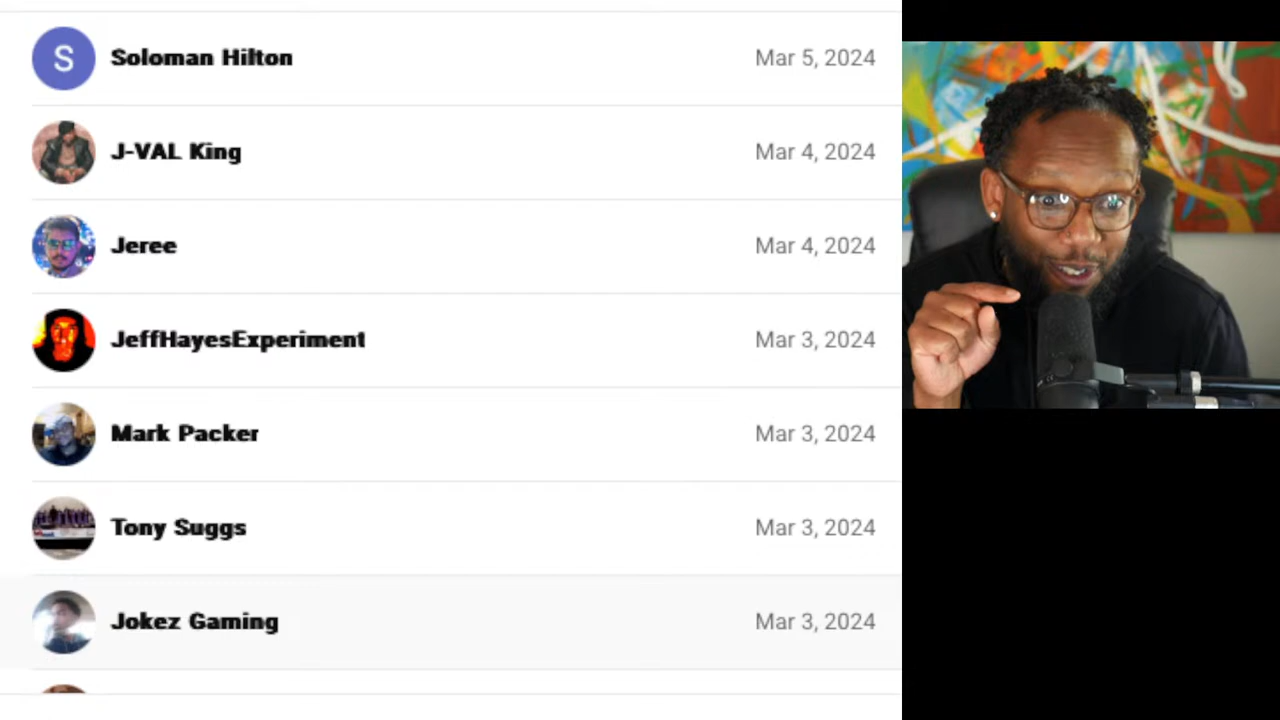 S Soloman Hilton Mar 5, 2024
J-VAL King Mar 4, 2024
Jeree Mar 4, 2024
JeffHayesExperiment Mar 3, 2024
Mark Packer Mar 3, 2024
Tony Suggs Mar 3, 2024
Jokez Gaming Mar 3, 2024